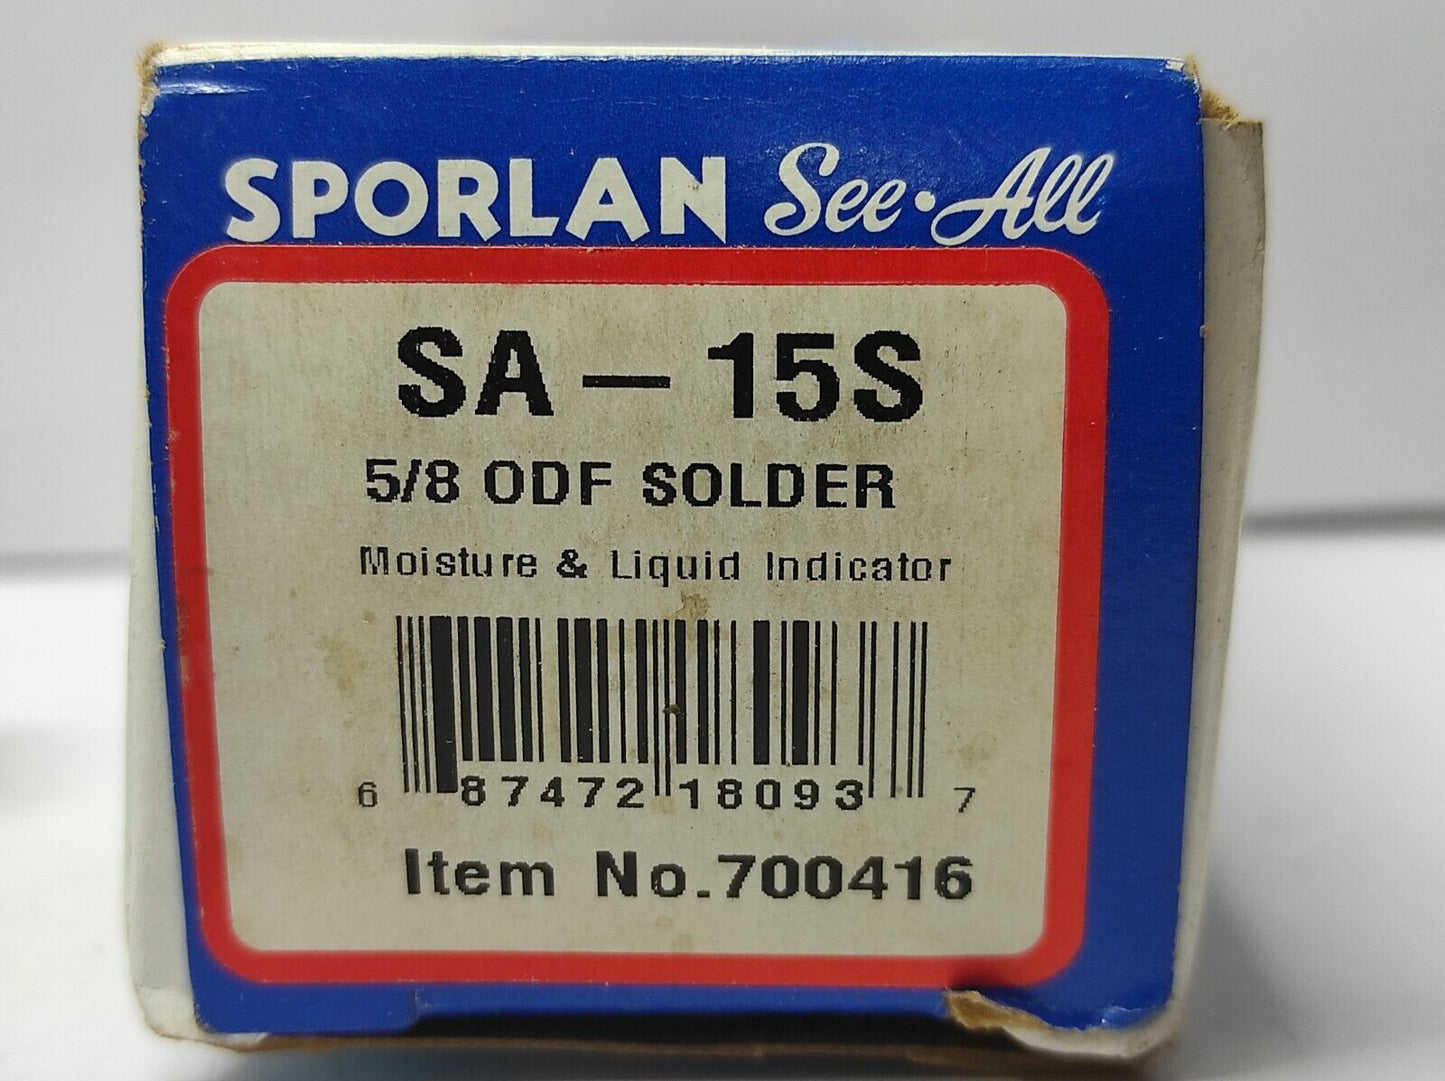 SPORLAN See·All
SA — 15S
5/8 ODF SOLDER
Moisture & Liquid Indicator
6 87472 18093 7
Item No.700416